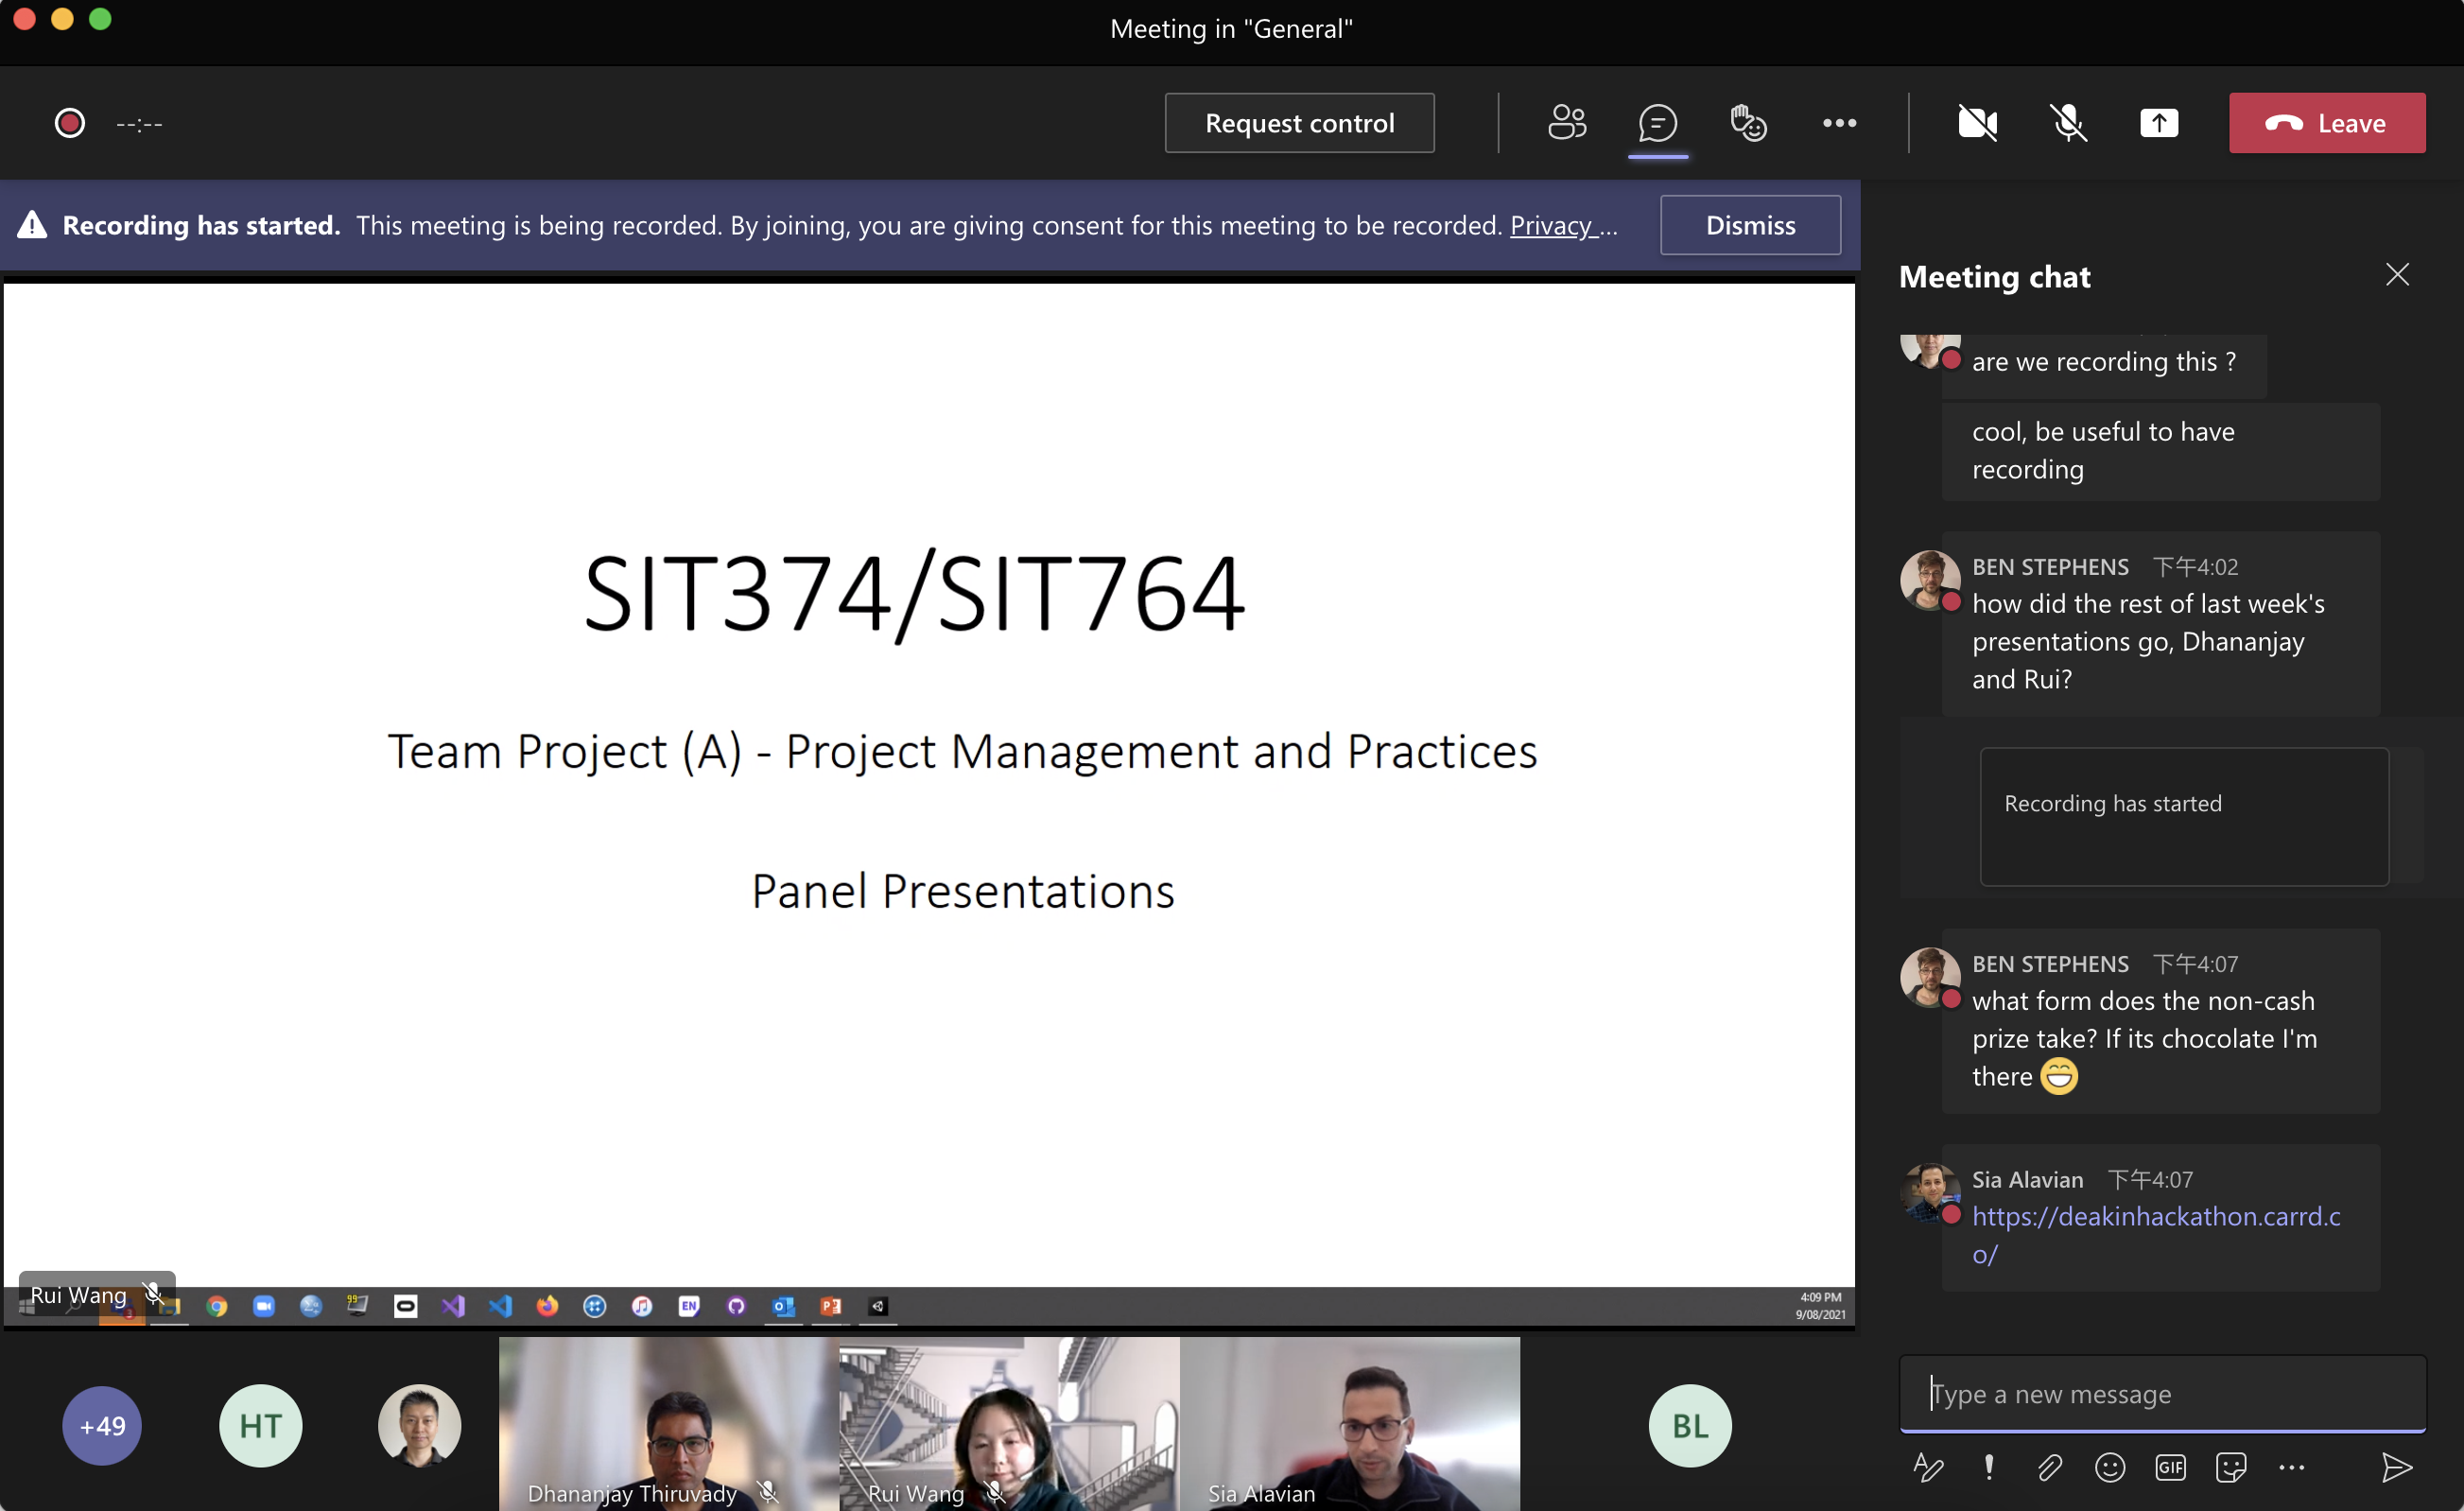 Meeting in "General"
--:--
Request control
Leave
Recording has started. This meeting is being recorded. By joining, you are giving consent for this meeting to be recorded. Privacy ...
Dismiss
SIT374/SIT764
Team Project (A) - Project Management and Practices
Panel Presentations
Rui Wang
99
EN
4:09 PM
9/08/2021
+49
HT
Dhananjay Thiruvady
Rui Wang
Sia Alavian
BL
Meeting chat
are we recording this ?
cool, be useful to have
recording
BEN STEPHENS 下午4:02
how did the rest of last week's
presentations go, Dhananjay
and Rui?
Recording has started
BEN STEPHENS 下午4:07
what form does the non-cash
prize take? If its chocolate I'm
there
Sia Alavian 下午4:07
https://deakinhackathon.carrd.c
o/
Type a new message
GIF